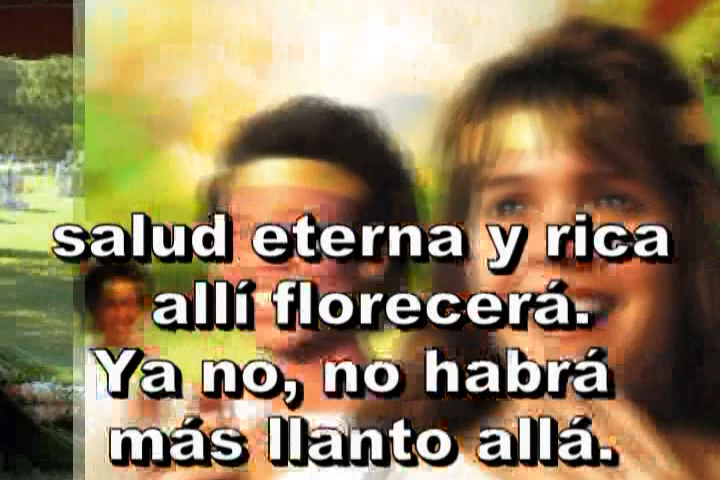 salud eterna y rica
allí florecerá.
Ya no, no habrá
más llanto allá.